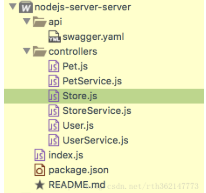 nodejs-server-server
api
swagger.yaml
controllers
Pet.js
PetService.js
Store.js
StoreService.js
User.js
UserService.js
index.js
package.json
README.md